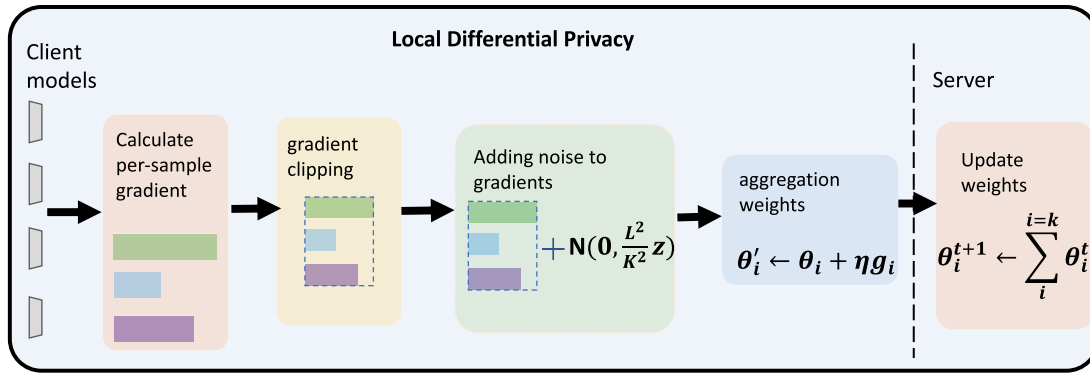 Local Differential Privacy
Client
models
Server
Calculate
per-sample
gradient
gradient
clipping
Adding noise to
gradients
+ N(0, L²/K² z)
aggregation
weights
θ′ᵢ ← θᵢ + ηgᵢ
Update
weights
i=k
θᵢᵗ⁺¹ ← ∑ θᵢᵗ
i